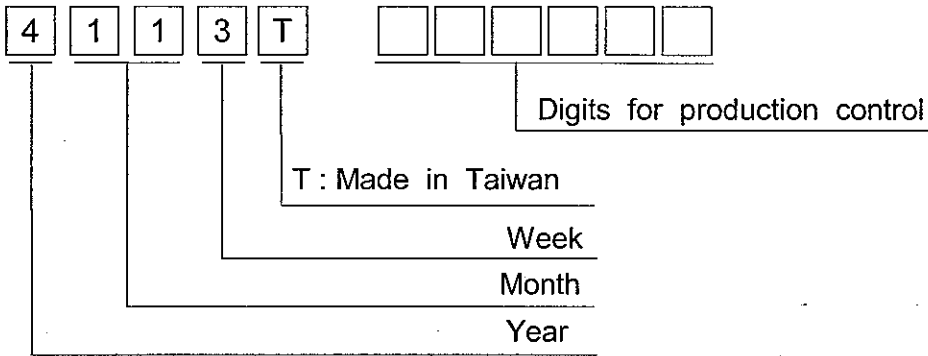 4 1 1 3 T
Digits for production control
T : Made in Taiwan
Week
Month
Year